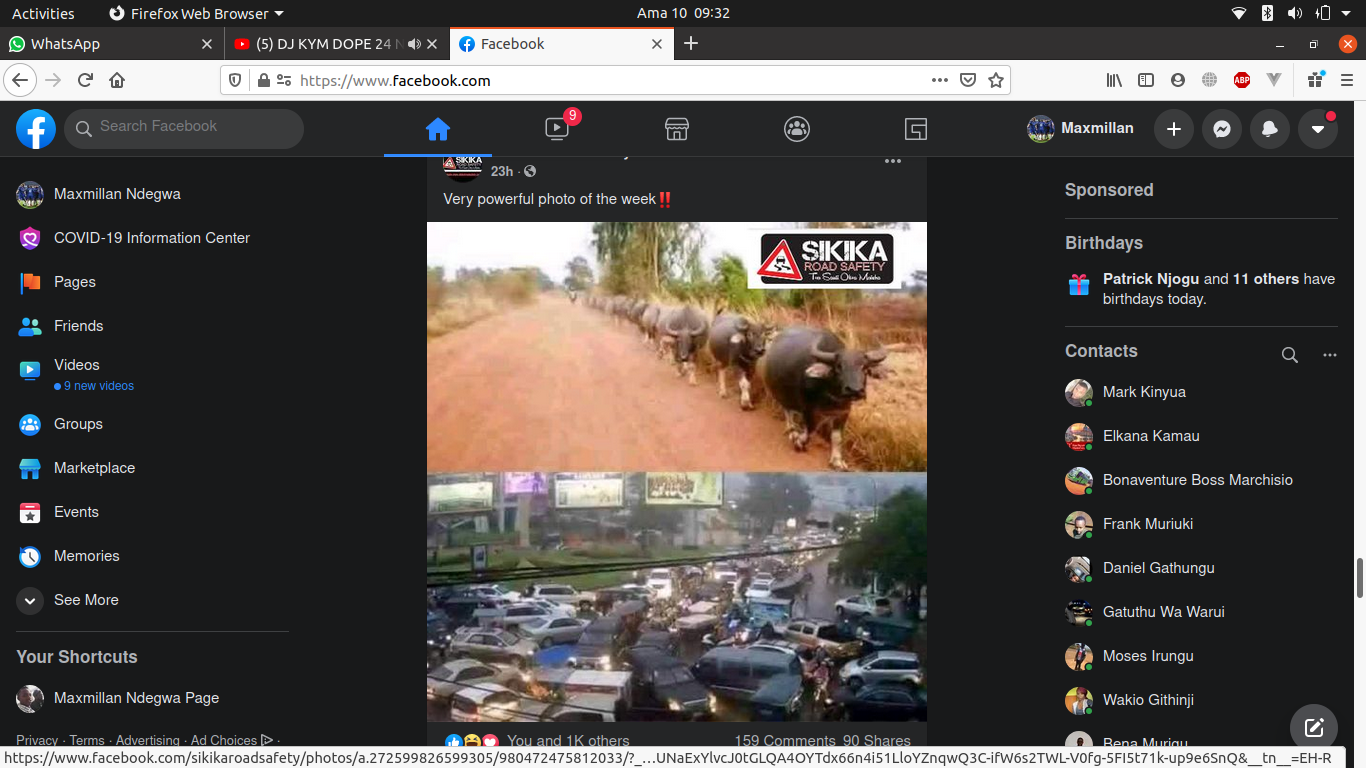 Activities
Firefox Web Browser
Ama 10 09:32
WhatsApp
(5) DJ KYM DOPE 24
Facebook
https://www.facebook.com
ABP
Search Facebook
9
Maxmillan
Maxmillan Ndegwa
COVID-19 Information Center
Pages
Friends
Videos
9 new videos
Groups
Marketplace
Events
Memories
See More
Your Shortcuts
Maxmillan Ndegwa Page
Privacy · Terms · Advertising · Ad Choices ·
SIKIKA
23h ·
Very powerful photo of the week‼️
SIKIKA
ROAD SAFETY
You and 1K others
159 Comments 90 Shares
Sponsored
Birthdays
Patrick Njogu and 11 others have
birthdays today.
Contacts
Mark Kinyua
Elkana Kamau
Bonaventure Boss Marchisio
Frank Muriuki
Daniel Gathungu
Gatuthu Wa Warui
Moses Irungu
Wakio Githinji
Bena Murigu
https://www.facebook.com/sikikaroadsafety/photos/a.272599826599305/980472475812033/?_…UNaExYlvcJ0tGLQA4OYTdx66n4i51LloYZnqwQ3C-ifW6s2TWL-V0fg-5FI5t71k-up9e6SnQ&__tn__=EH-R